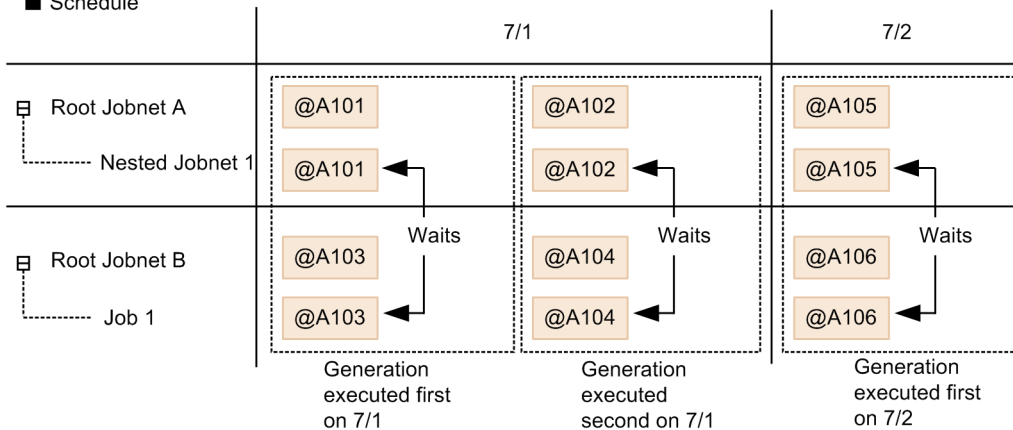 ■ Schedule
7/1
7/2
Root Jobnet A
@A101
@A102
@A105
Nested Jobnet 1
@A101
@A102
@A105
Waits
Waits
Waits
Root Jobnet B
@A103
@A104
@A106
Job 1
@A103
@A104
@A106
Generation
executed first
on 7/1
Generation
executed
second on 7/1
Generation
executed first
on 7/2